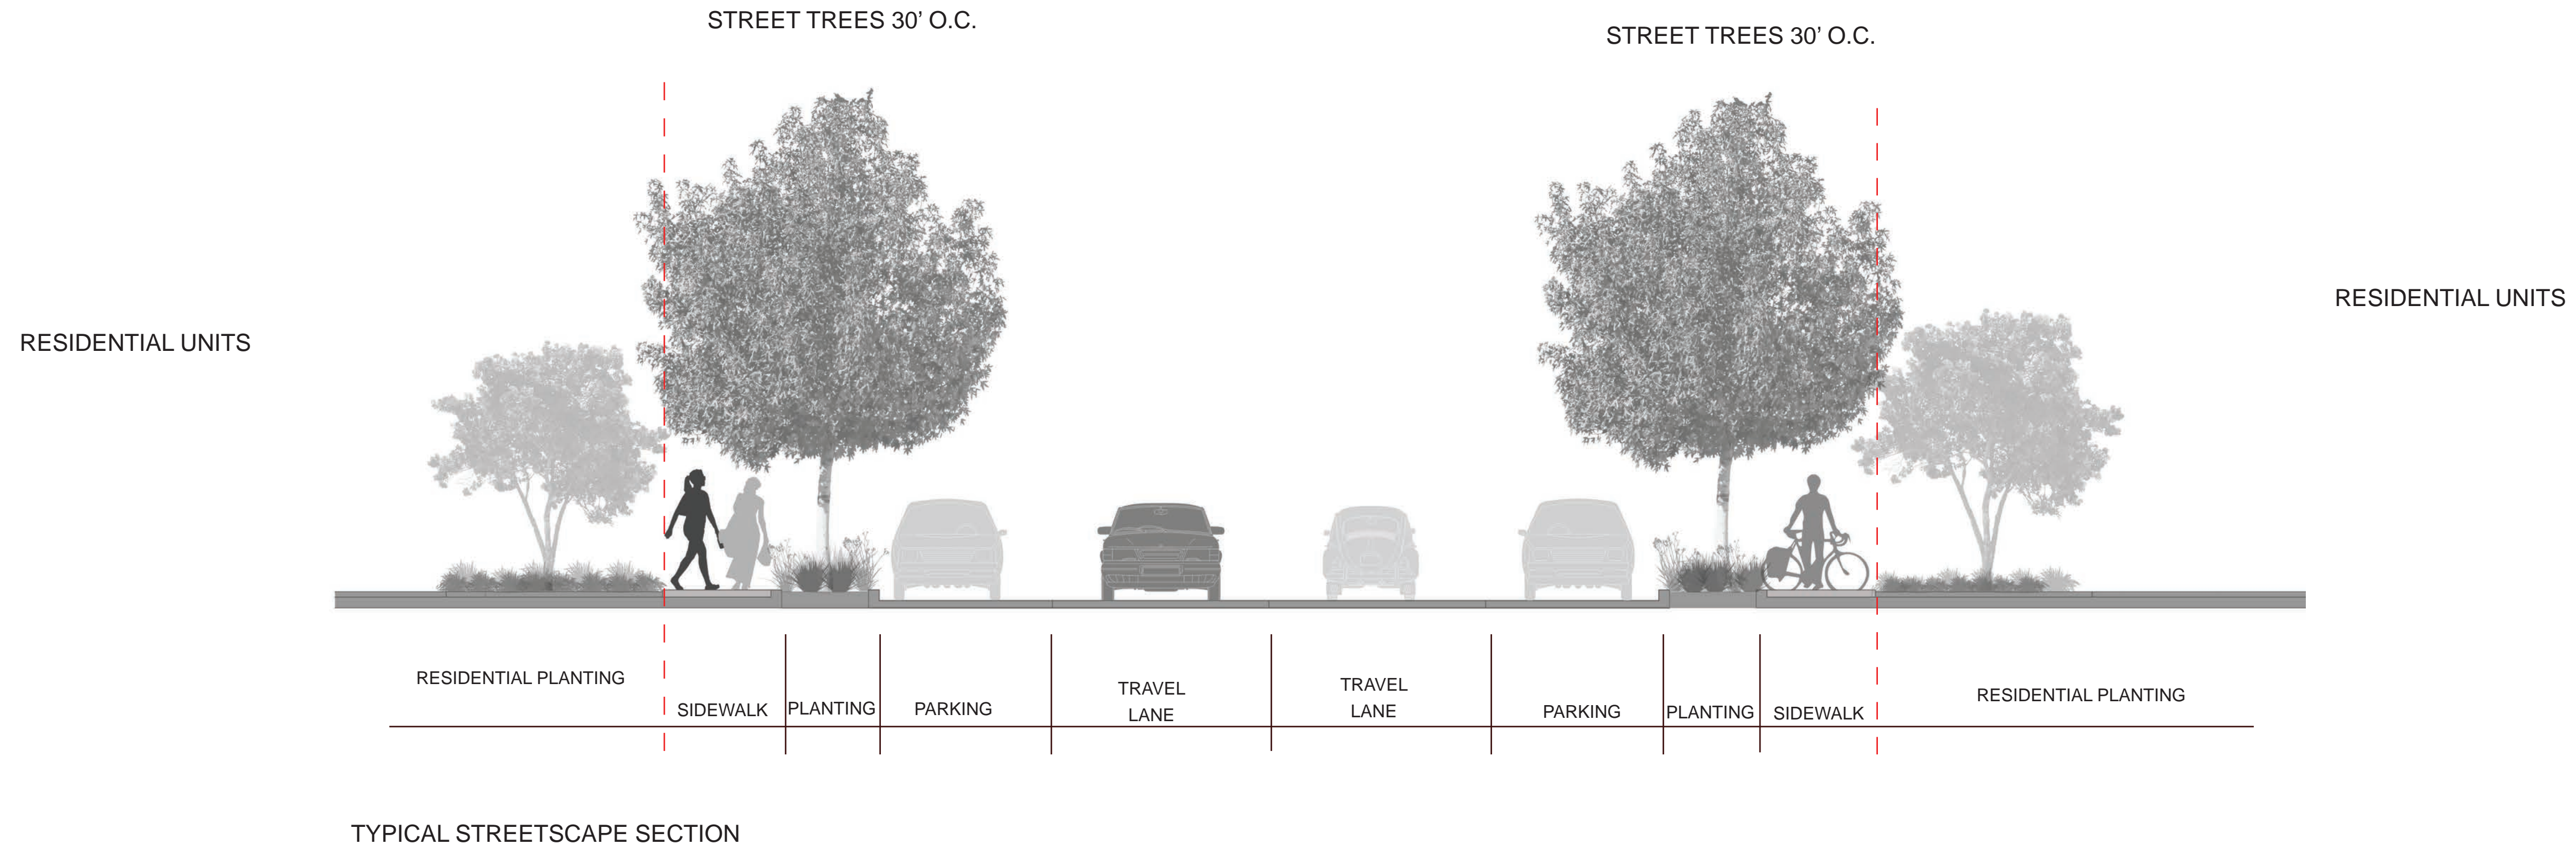 STREET TREES 30’ O.C.
STREET TREES 30’ O.C.
RESIDENTIAL UNITS
RESIDENTIAL UNITS
RESIDENTIAL PLANTING
SIDEWALK
PLANTING
PARKING
TRAVEL
LANE
TRAVEL
LANE
PARKING
PLANTING
SIDEWALK
RESIDENTIAL PLANTING
TYPICAL STREETSCAPE SECTION